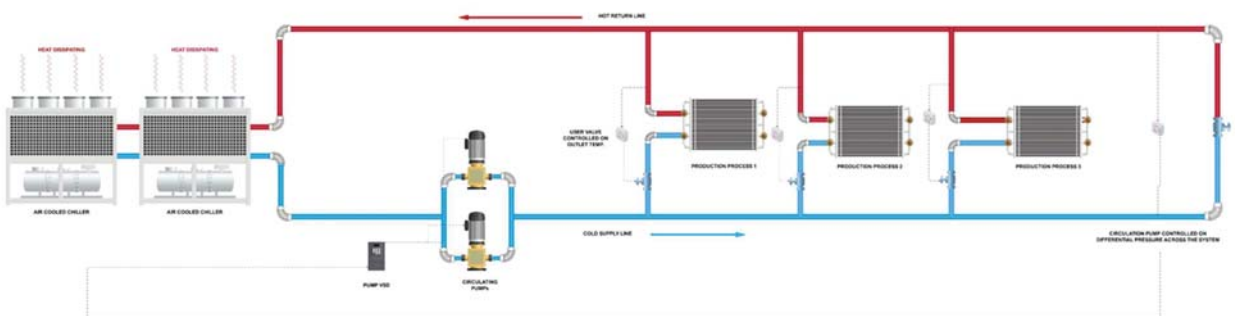 HOT RETURN LINE
HEAT DISSIPATING
HEAT DISSIPATING
USER VALVE
CONTROLLED ON
OUTLET TEMP.
PRODUCTION PROCESS 1
PRODUCTION PROCESS 2
PRODUCTION PROCESS 3
AIR COOLED CHILLER
AIR COOLED CHILLER
COLD SUPPLY LINE
CIRCULATION PUMP CONTROLLED ON
DIFFERENTIAL PRESSURE ACROSS THE SYSTEM
PUMP VSD
CIRCULATING
PUMPs